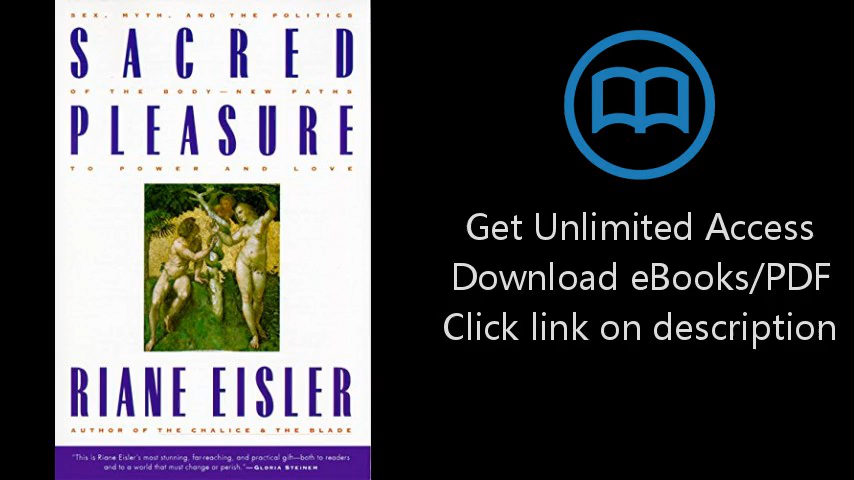 SEX, MYTH, AND THE POLITICS
SACRED
OF THE BODY—NEW PATHS
PLEASURE
TO POWER AND LOVE
RIANE EISLER
AUTHOR OF THE CHALICE & THE BLADE
"This is Riane Eisler's most stunning, far-reaching, and practical gift—both to readers
and to a world that must change or perish."—GLORIA STEINEM
Get Unlimited Access
Download eBooks/PDF
Click link on description